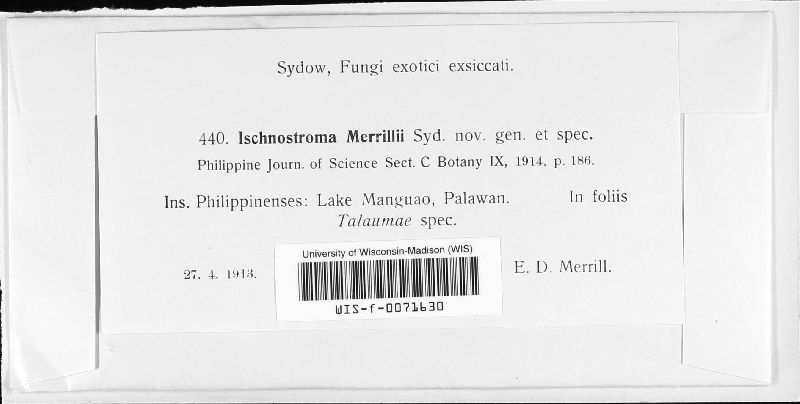 Sydow, Fungi exotici exsiccati.
440. Ischnostroma Merrillii Syd. nov. gen. et spec.
Philippine Journ. of Science Sect. C Botany IX, 1914, p. 186.
Ins. Philippinenses: Lake Manguao, Palawan. In foliis
Talaumae spec.
27. 4. 1913.
E. D. Merrill.
University of Wisconsin-Madison (WIS)
WIS-f-0071630